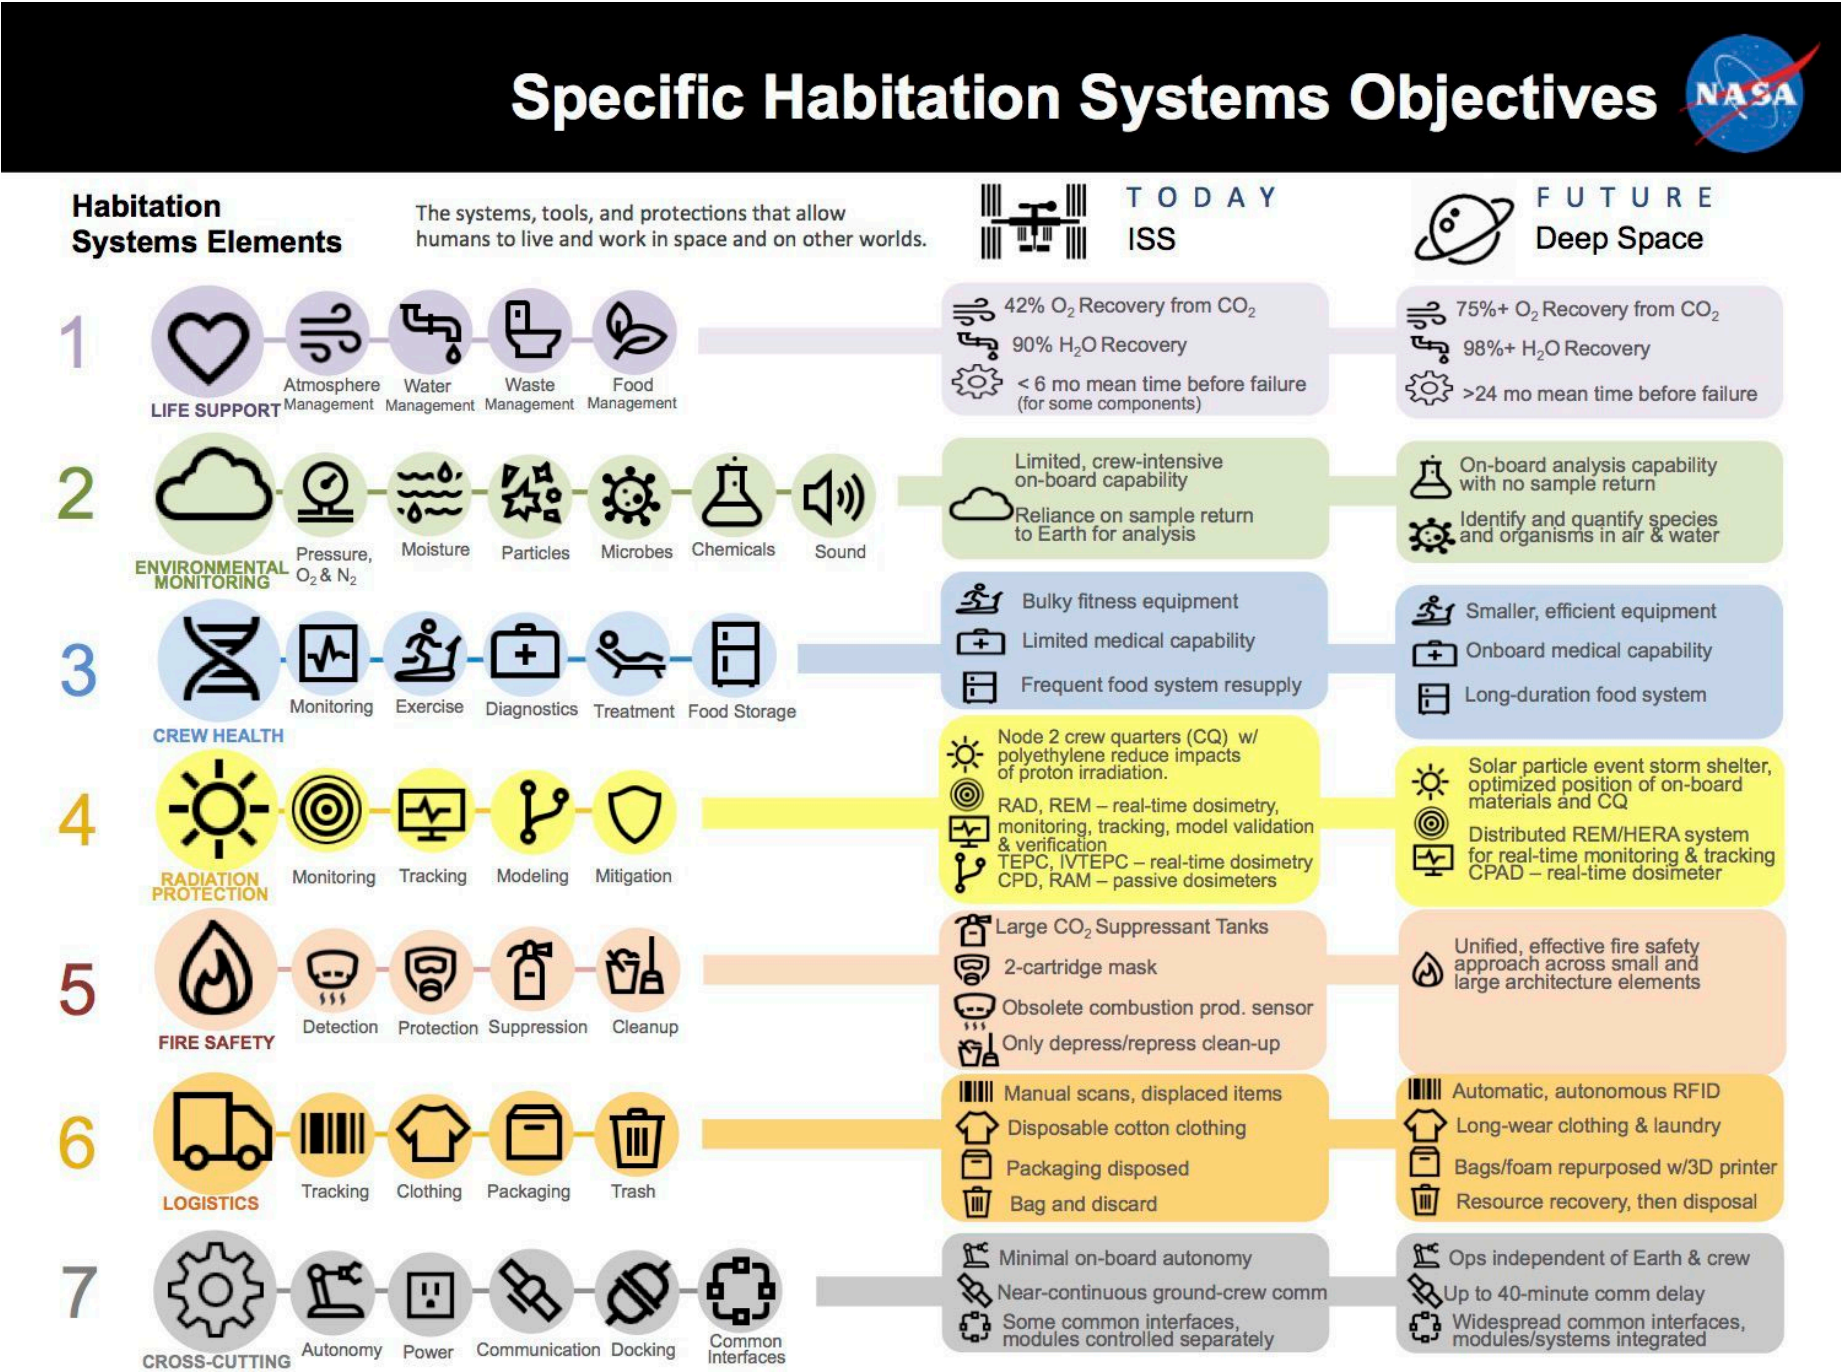 Specific Habitation Systems Objectives
NASA
Habitation
Systems Elements
The systems, tools, and protections that allow
humans to live and work in space and on other worlds.
TODAY
ISS
FUTURE
Deep Space
1
LIFE SUPPORT
Atmosphere
Management
Water
Management
Waste
Management
Food
Management
42% O₂ Recovery from CO₂
90% H₂O Recovery
< 6 mo mean time before failure
(for some components)
75%+ O₂ Recovery from CO₂
98%+ H₂O Recovery
>24 mo mean time before failure
2
ENVIRONMENTAL
MONITORING
Pressure,
O₂ & N₂
Moisture
Particles
Microbes
Chemicals
Sound
Limited, crew-intensive
on-board capability
Reliance on sample return
to Earth for analysis
On-board analysis capability
with no sample return
Identify and quantify species
and organisms in air & water
3
CREW HEALTH
Monitoring
Exercise
Diagnostics
Treatment
Food Storage
Bulky fitness equipment
Limited medical capability
Frequent food system resupply
Smaller, efficient equipment
Onboard medical capability
Long-duration food system
4
RADIATION
PROTECTION
Monitoring
Tracking
Modeling
Mitigation
Node 2 crew quarters (CQ) w/
polyethylene reduce impacts
of proton irradiation.
RAD, REM – real-time dosimetry,
monitoring, tracking, model validation
& verification
TEPC, IVTEPC – real-time dosimetry
CPD, RAM – passive dosimeters
Solar particle event storm shelter,
optimized position of on-board
materials and CQ
Distributed REM/HERA system
for real-time monitoring & tracking
CPAD – real-time dosimeter
5
FIRE SAFETY
Detection
Protection
Suppression
Cleanup
Large CO₂ Suppressant Tanks
2-cartridge mask
Obsolete combustion prod. sensor
Only depress/repress clean-up
Unified, effective fire safety
approach across small and
large architecture elements
6
LOGISTICS
Tracking
Clothing
Packaging
Trash
Manual scans, displaced items
Disposable cotton clothing
Packaging disposed
Bag and discard
Automatic, autonomous RFID
Long-wear clothing & laundry
Bags/foam repurposed w/3D printer
Resource recovery, then disposal
7
CROSS-CUTTING
Autonomy
Power
Communication
Docking
Common
Interfaces
Minimal on-board autonomy
Near-continuous ground-crew comm
Some common interfaces,
modules controlled separately
Ops independent of Earth & crew
Up to 40-minute comm delay
Widespread common interfaces,
modules/systems integrated